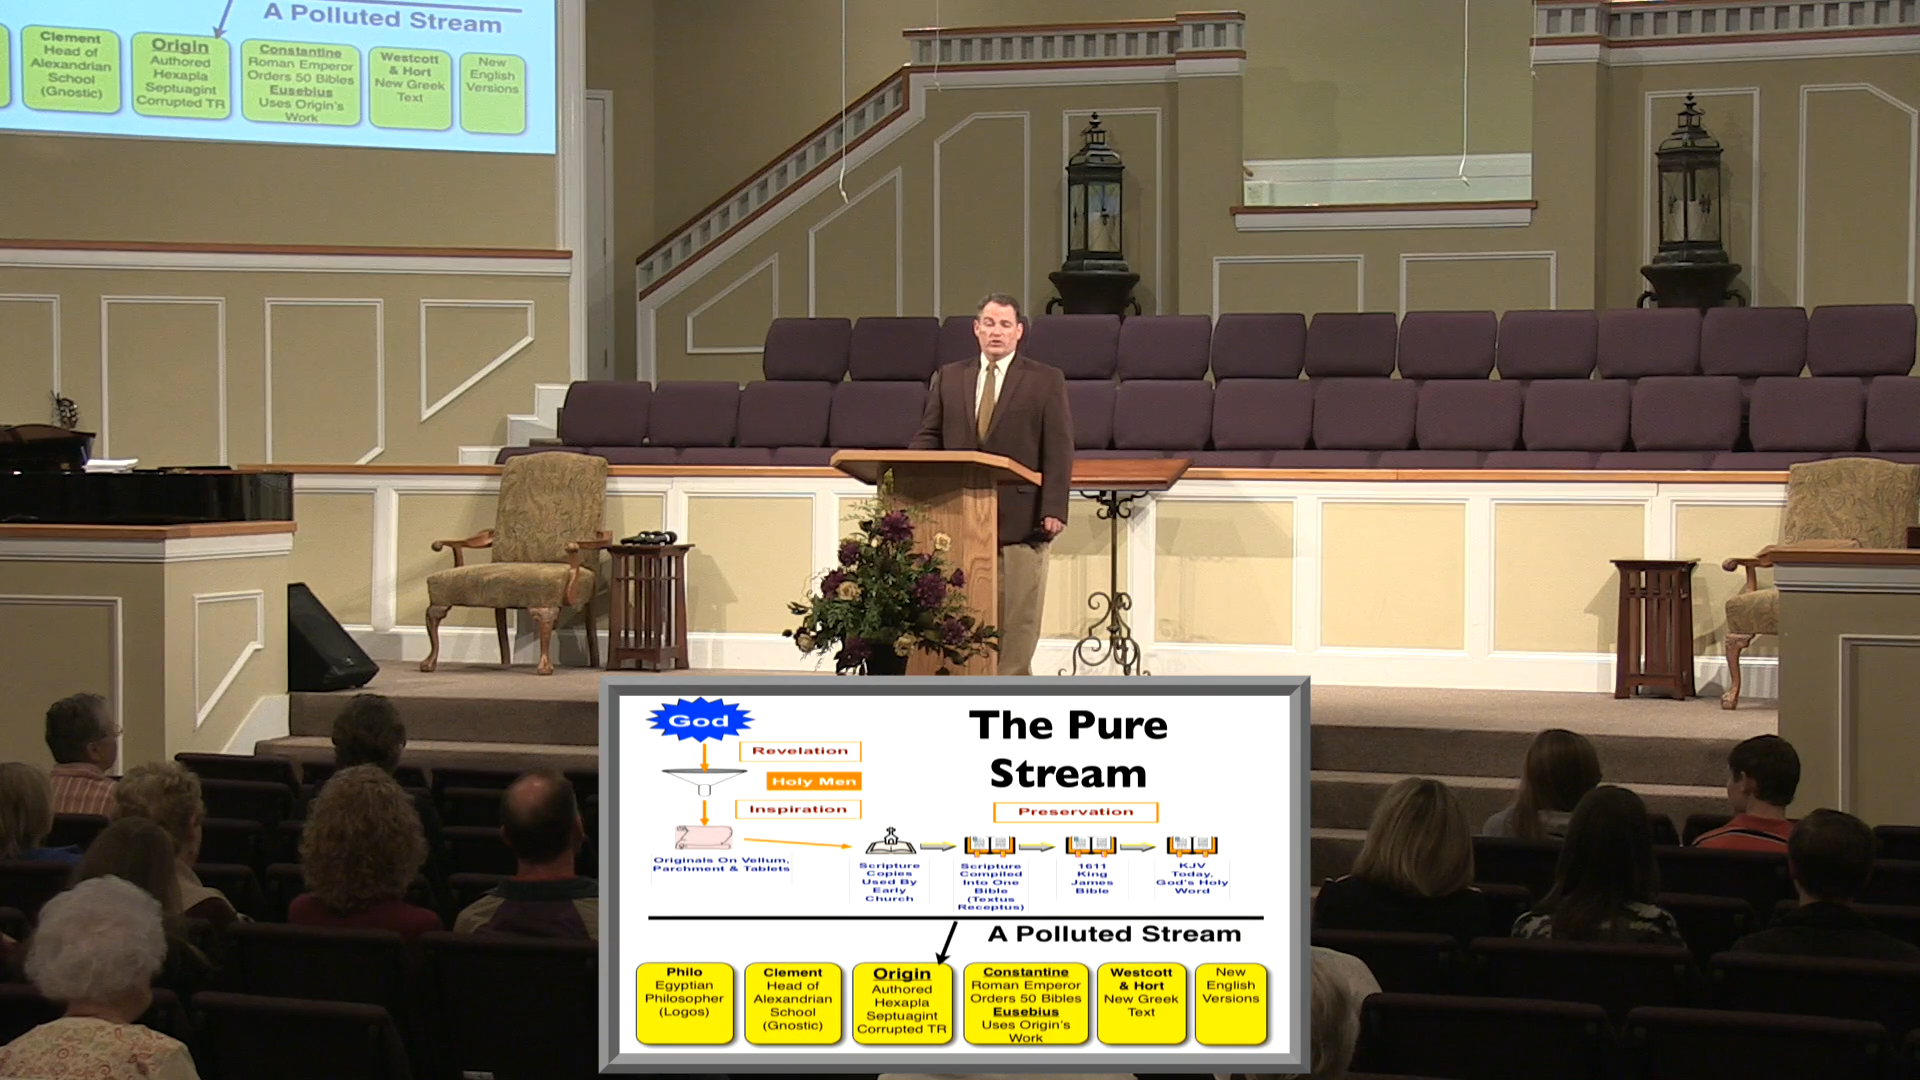 A Polluted Stream
Clement
Head of
Alexandrian
School
(Gnostic)
Origin
Authored
Hexapla
Septuagint
Corrupted TR
Constantine
Roman Emperor
Orders 50 Bibles
Eusebius
Uses Origin's
Work
Westcott
& Hort
New Greek
Text
New
English
Versions
God
The Pure
Stream
Revelation
Holy Men
Inspiration
Preservation
Originals On Vellum,
Parchment & Tablets
Scripture
Copies
Used By
Early
Church
Scripture
Compiled
Into One
Bible
(Textus
Receptus)
1611
King
James
Bible
KJV
Today,
God's Holy
Word
A Polluted Stream
Philo
Egyptian
Philosopher
(Logos)
Clement
Head of
Alexandrian
School
(Gnostic)
Origin
Authored
Hexapla
Septuagint
Corrupted TR
Constantine
Roman Emperor
Orders 50 Bibles
Eusebius
Uses Origin's
Work
Westcott
& Hort
New Greek
Text
New
English
Versions